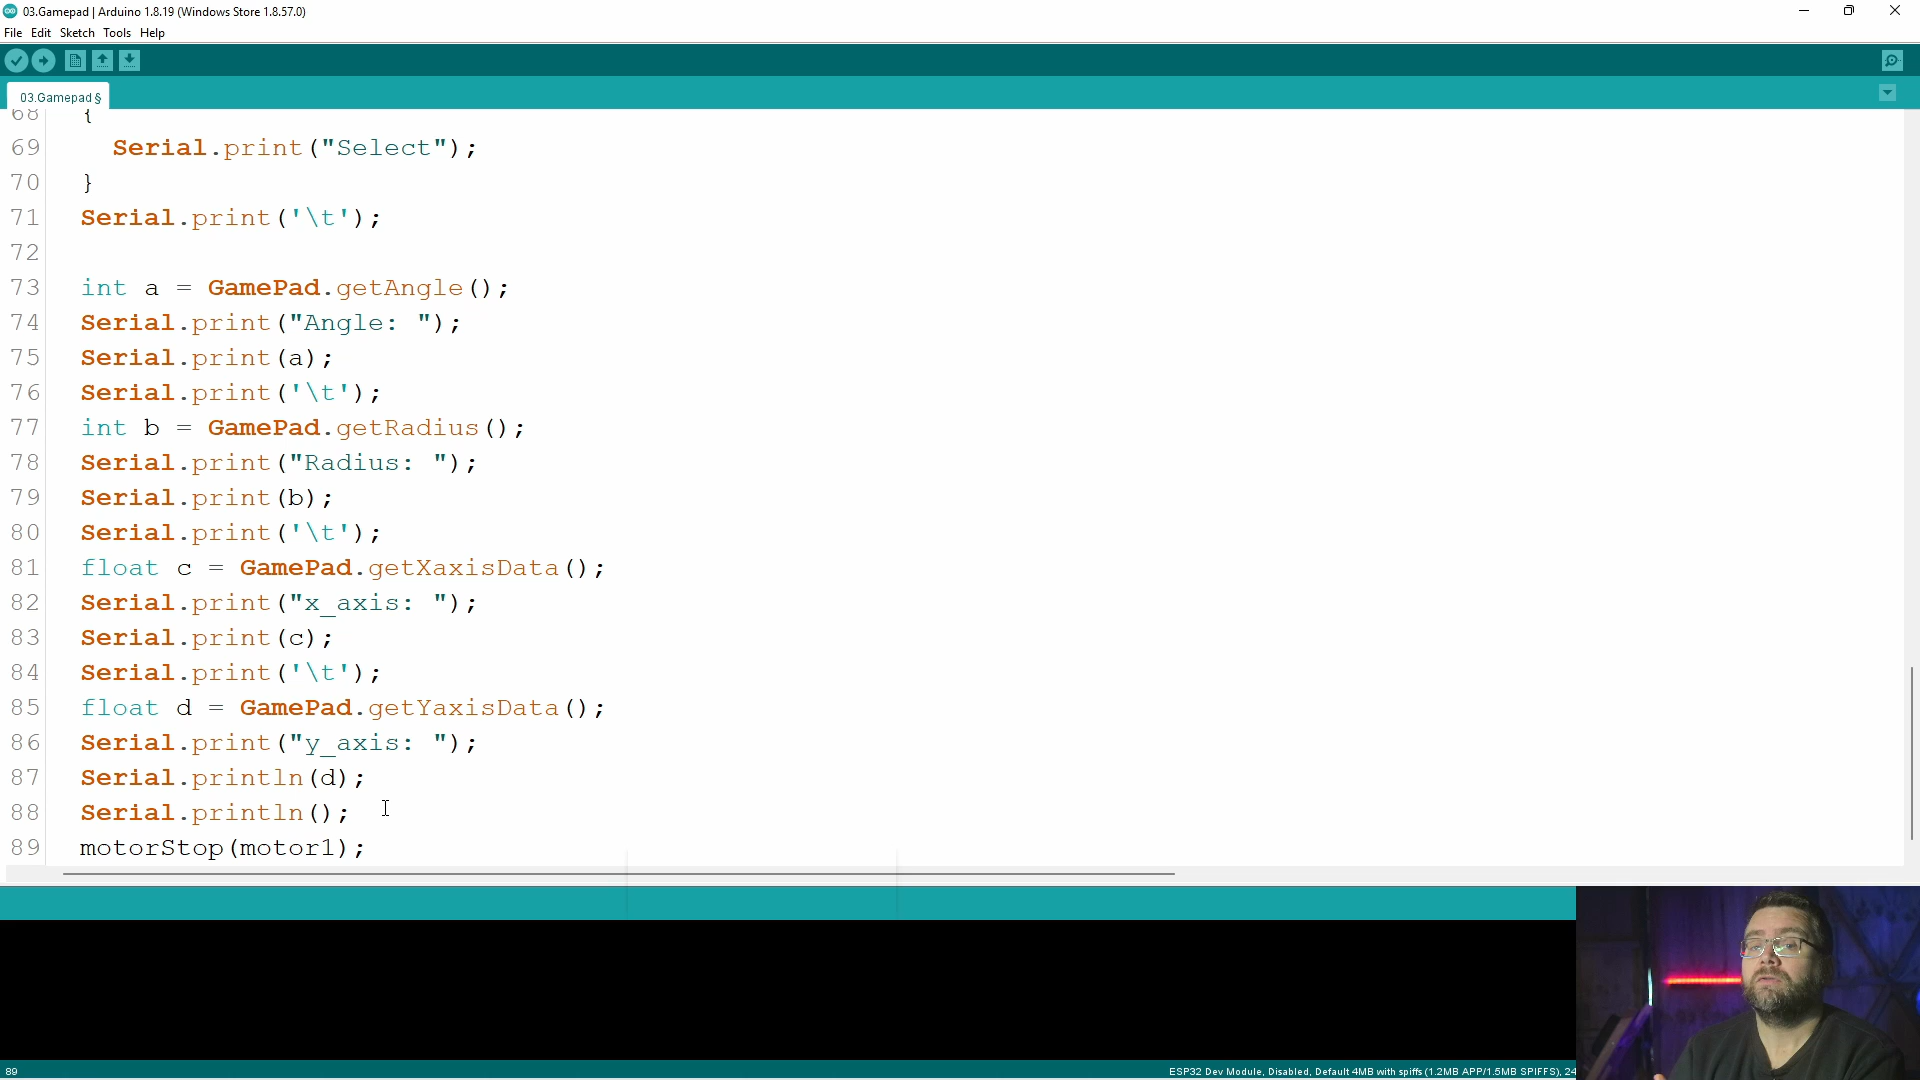 03.Gamepad | Arduino 1.8.19 (Windows Store 1.8.57.0)
File Edit Sketch Tools Help
03.Gamepad §
68 {
69 Serial.print("Select");
70 }
71 Serial.print('\t');
72
73 int a = GamePad.getAngle();
74 Serial.print("Angle: ");
75 Serial.print(a);
76 Serial.print('\t');
77 int b = GamePad.getRadius();
78 Serial.print("Radius: ");
79 Serial.print(b);
80 Serial.print('\t');
81 float c = GamePad.getXaxisData();
82 Serial.print("x_axis: ");
83 Serial.print(c);
84 Serial.print('\t');
85 float d = GamePad.getYaxisData();
86 Serial.print("y_axis: ");
87 Serial.println(d);
88 Serial.println();
89 motorStop(motor1);
89 ESP32 Dev Module, Disabled, Default 4MB with spiffs (1.2MB APP/1.5MB SPIFFS), 24